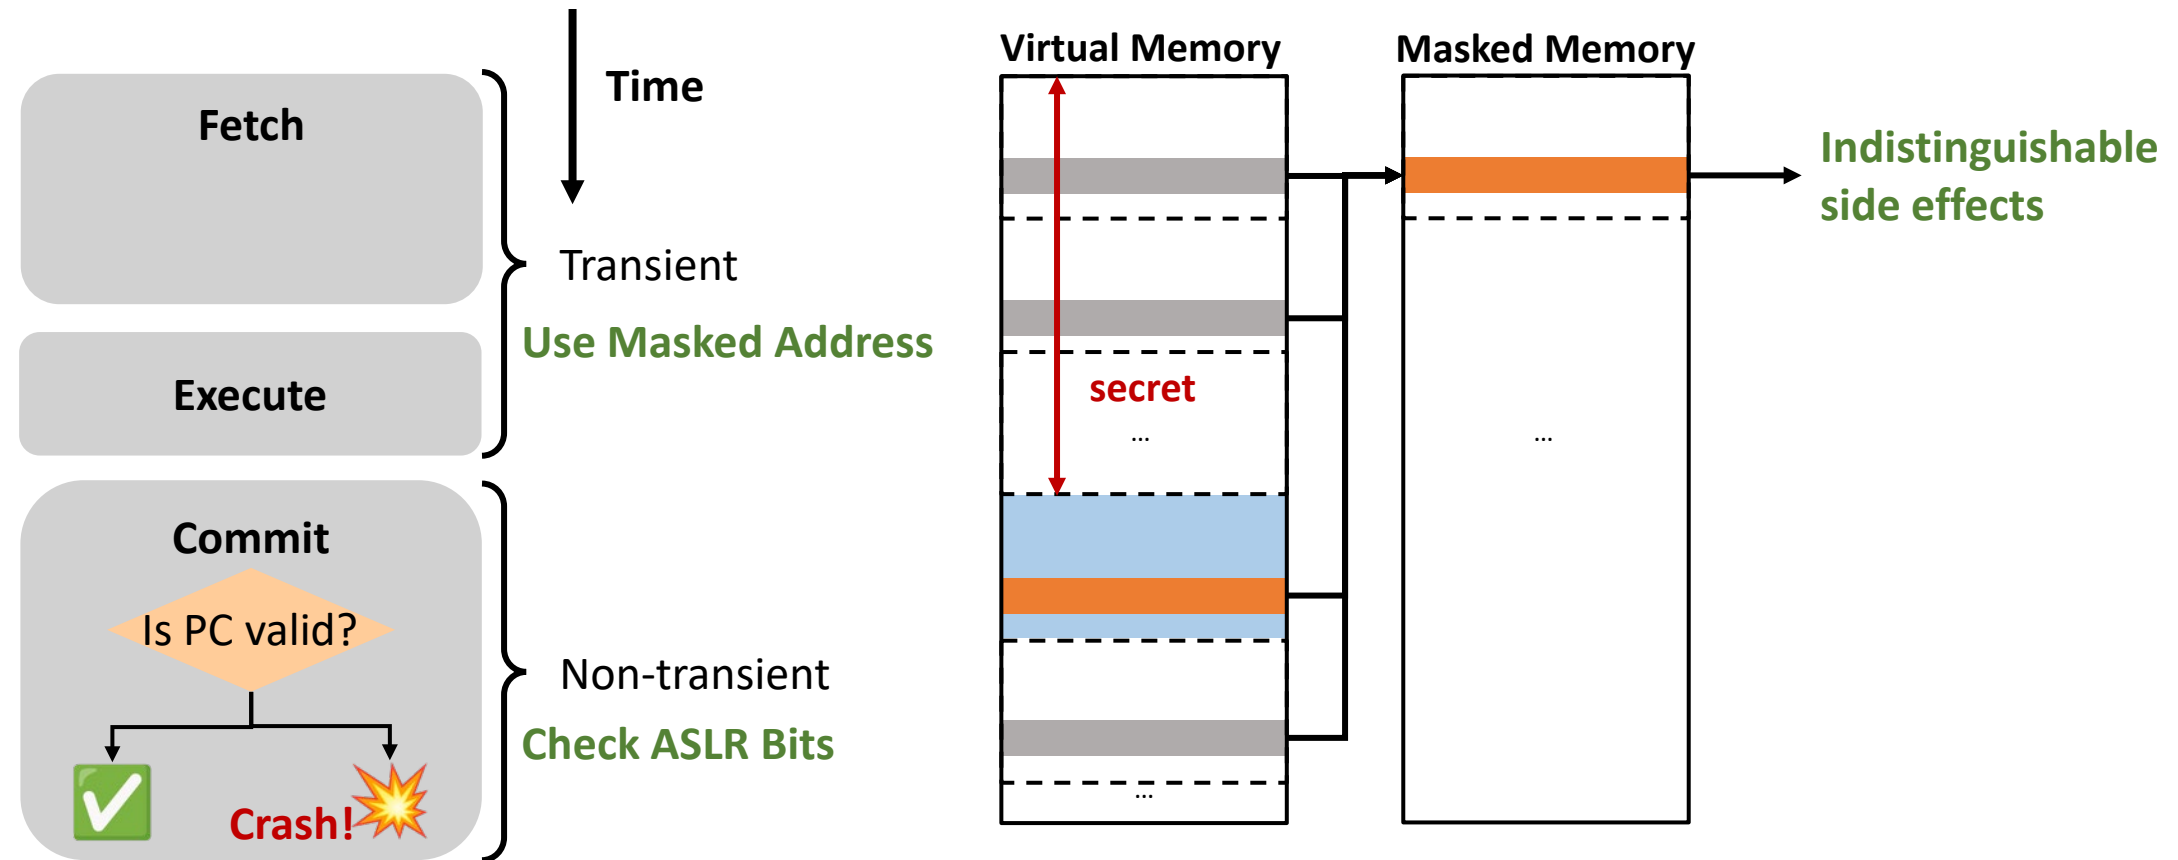 Fetch
Execute
Commit
Is PC valid?
Crash!
Time
Transient
Use Masked Address
Non-transient
Check ASLR Bits
Virtual Memory
secret
...
...
Masked Memory
...
Indistinguishable
side effects